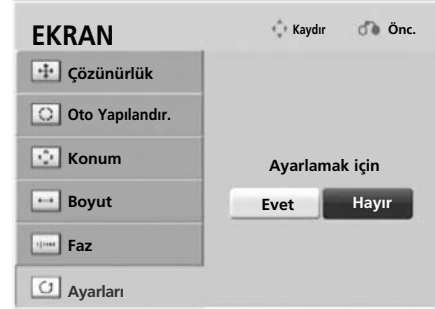 EKRAN
Kaydır Önc.
Çözünürlük
Oto Yapılandır.
Konum
Boyut
Faz
Ayarları
Ayarlamak için
Evet Hayır